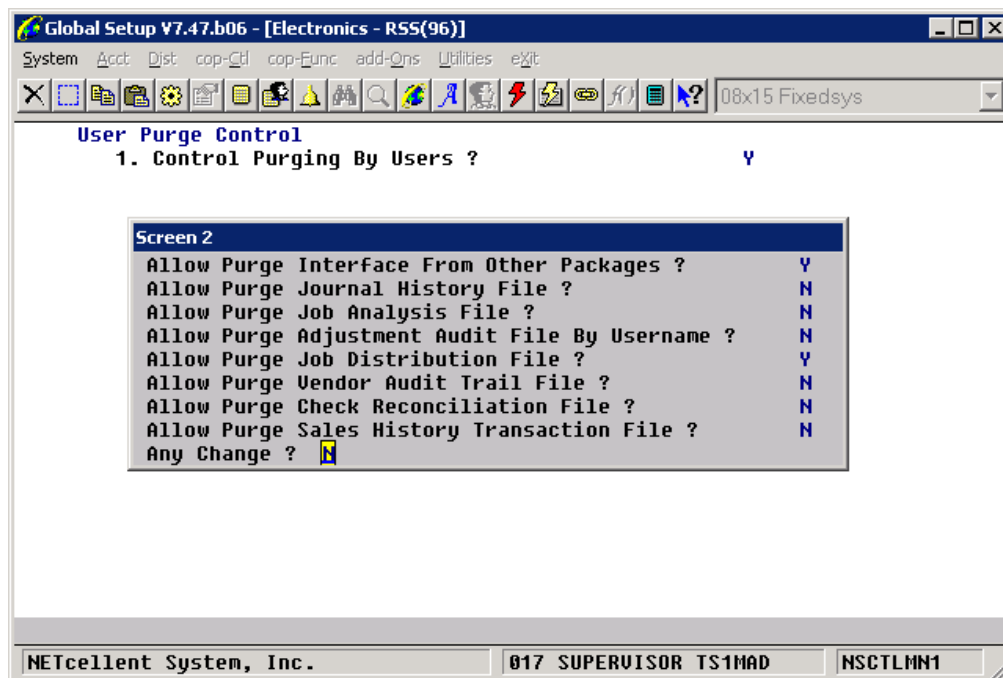 Global Setup V7.47.b06 - [Electronics - RSS(96)]
System Acct Dist cop-Ctl cop-Func add-Ons Utilities eXit
08x15 Fixedsys
User Purge Control
1. Control Purging By Users ? Y
Screen 2
Allow Purge Interface From Other Packages ? Y
Allow Purge Journal History File ? N
Allow Purge Job Analysis File ? N
Allow Purge Adjustment Audit File By Username ? N
Allow Purge Job Distribution File ? Y
Allow Purge Vendor Audit Trail File ? N
Allow Purge Check Reconciliation File ? N
Allow Purge Sales History Transaction File ? N
Any Change ? N
NETcellent System, Inc. 017 SUPERVISOR TS1MAD NSCTLMN1